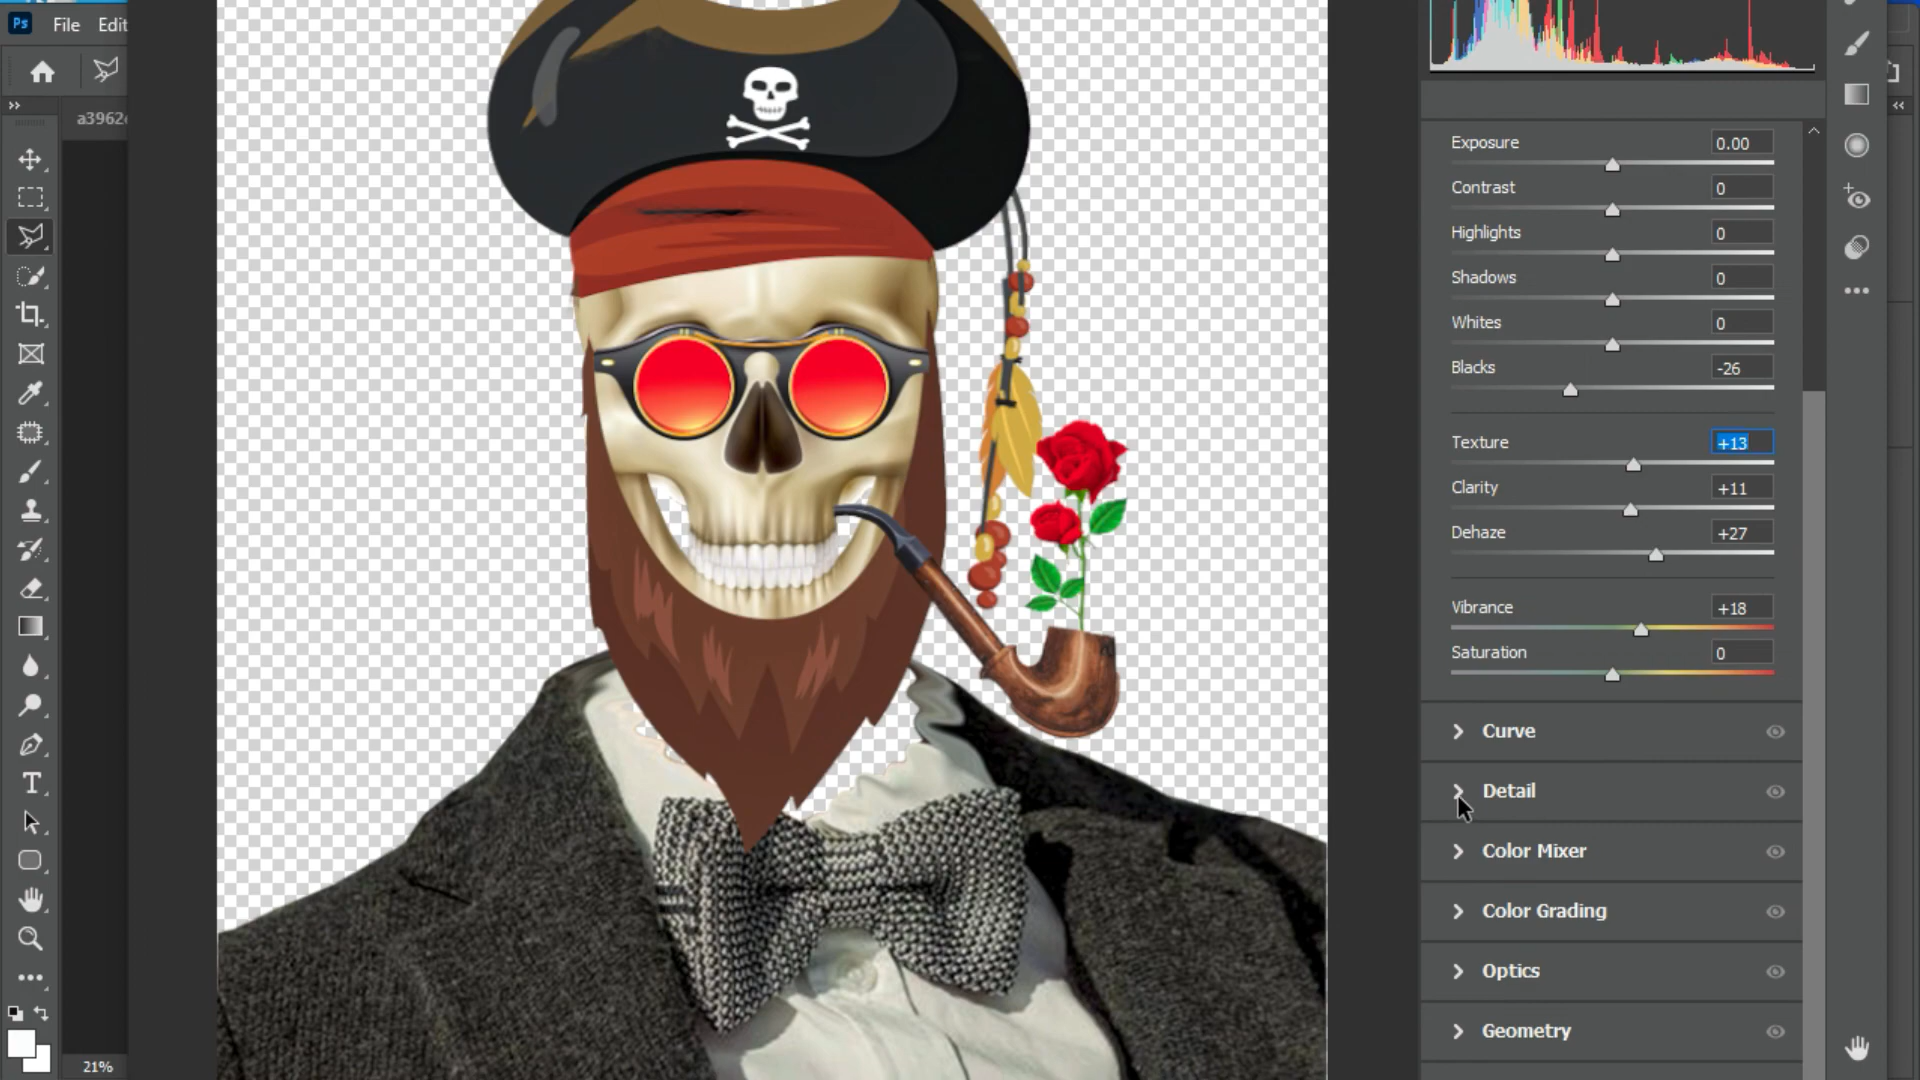 Ps File Edit
a3962
Exposure 0.00
Contrast 0
Highlights 0
Shadows 0
Whites 0
Blacks -26
Texture +13
Clarity +11
Dehaze +27
Vibrance +18
Saturation 0
Curve
Detail
Color Mixer
Color Grading
Optics
Geometry
21%